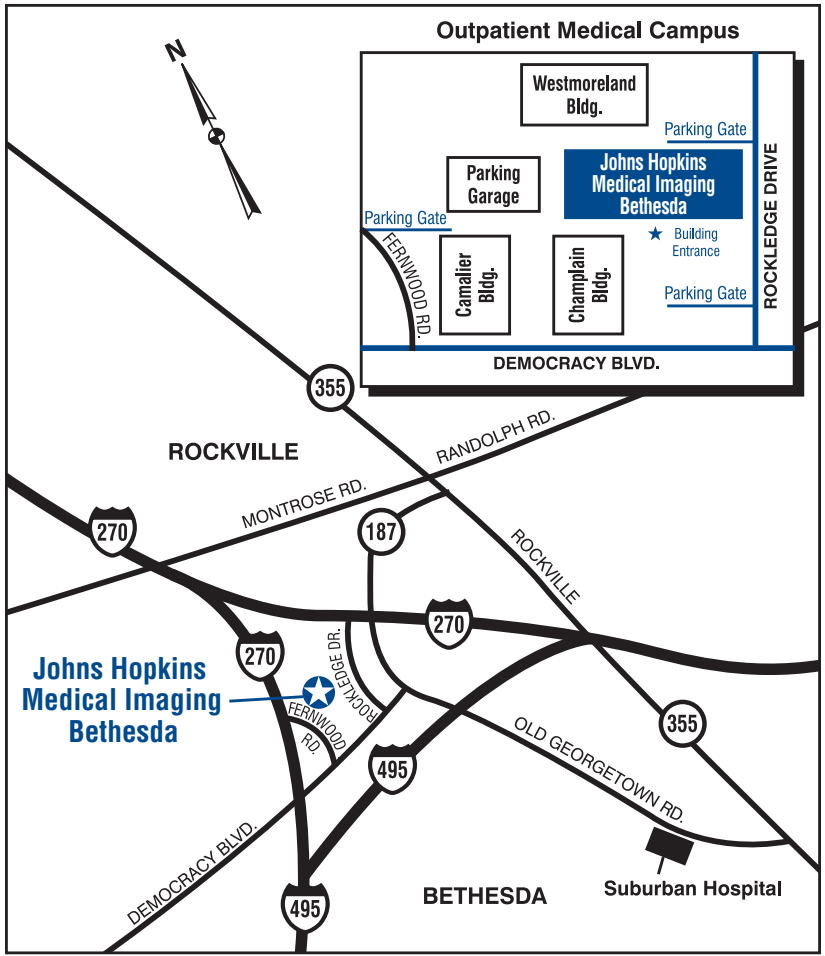 Outpatient Medical Campus
N
Westmoreland
Bldg.
Parking Gate
Johns Hopkins
Medical Imaging
Bethesda
Parking
Garage
Parking Gate
FERNWOOD RD.
Camalier
Bldg.
Champlain
Bldg.
★ Building
Entrance
Parking Gate
ROCKLEDGE DRIVE
DEMOCRACY BLVD.
355
RANDOLPH RD.
ROCKVILLE
MONTROSE RD.
270
187
ROCKVILLE
270
270
ROCKLEDGE DR.
Johns Hopkins
Medical Imaging
Bethesda
FERNWOOD
RD.
355
OLD GEORGETOWN RD.
495
DEMOCRACY BLVD.
Suburban Hospital
BETHESDA
495